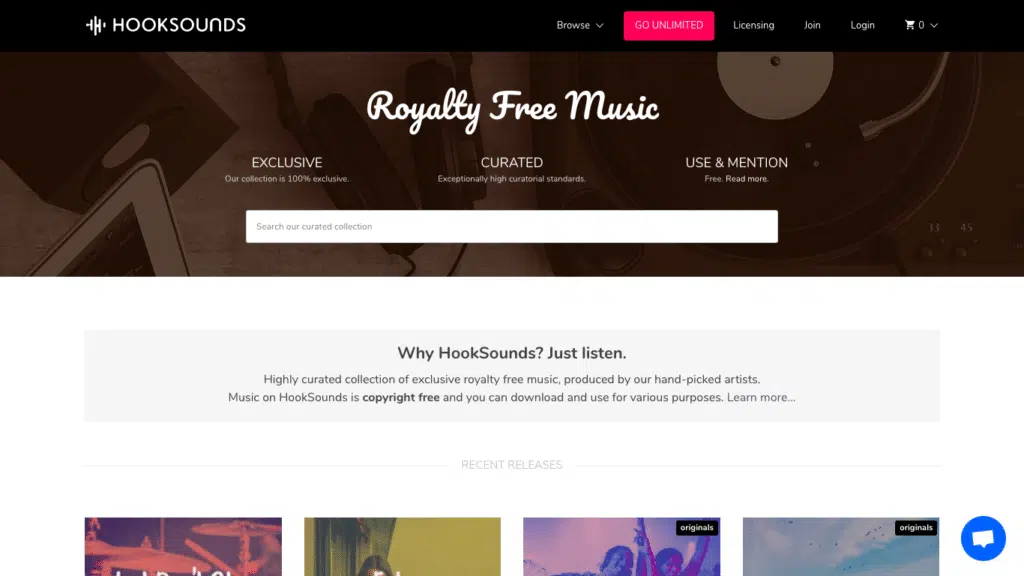 HOOKSOUNDS
Browse
GO UNLIMITED
Licensing
Join
Login
0
Royalty Free Music
EXCLUSIVE
Our collection is 100% exclusive.
CURATED
Exceptionally high curatorial standards.
USE & MENTION
Free. Read more.
33 45
Search our curated collection
Why HookSounds? Just listen.
Highly curated collection of exclusive royalty free music, produced by our hand-picked artists.
Music on HookSounds is copyright free and you can download and use for various purposes. Learn more...
RECENT RELEASES
originals
originals